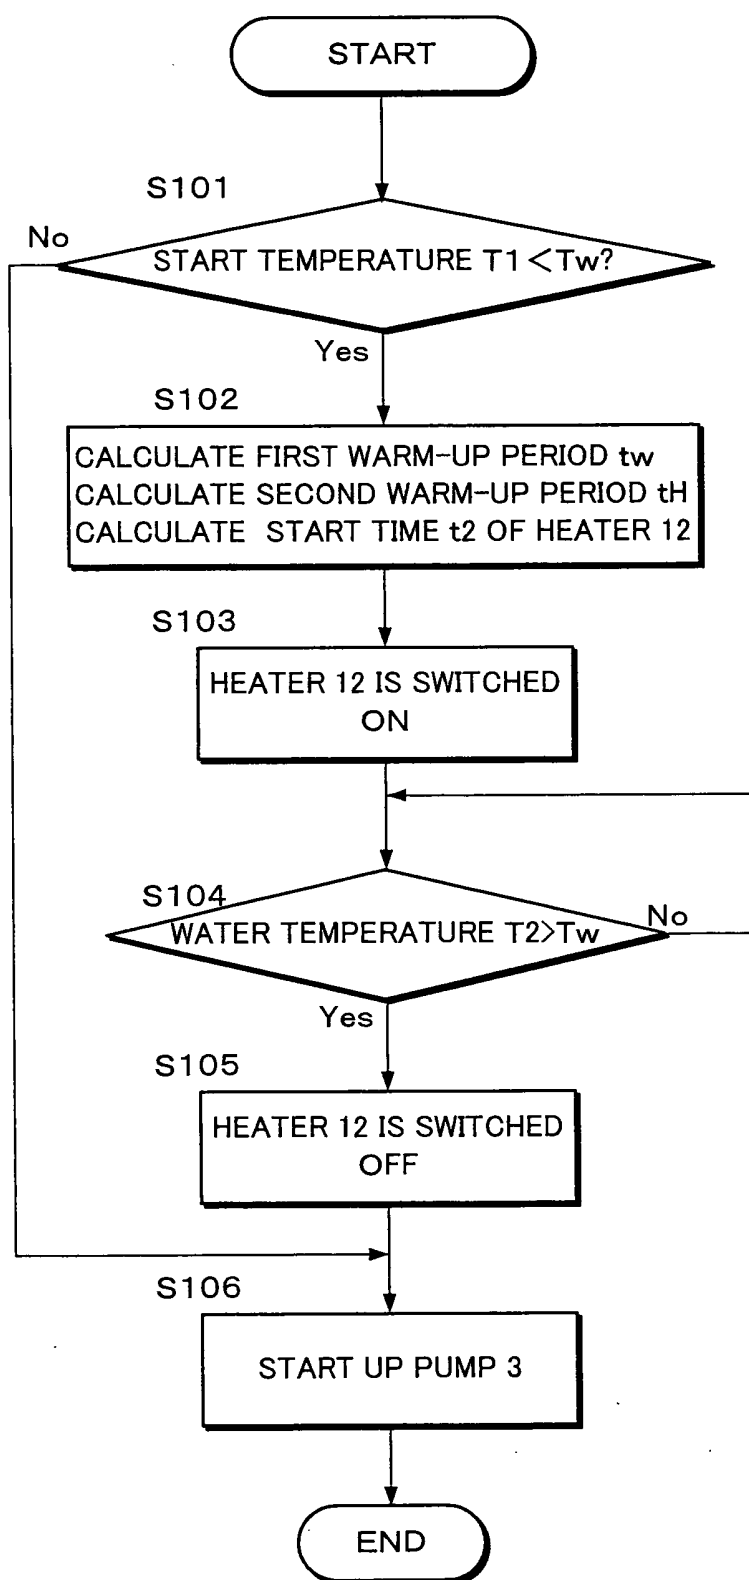 START
S101
No
START TEMPERATURE T1<Tw?
Yes
S102
CALCULATE FIRST WARM-UP PERIOD tw
CALCULATE SECOND WARM-UP PERIOD tH
CALCULATE START TIME t2 OF HEATER 12
S103
HEATER 12 IS SWITCHED
ON
S104
WATER TEMPERATURE T2>Tw
No
Yes
S105
HEATER 12 IS SWITCHED
OFF
S106
START UP PUMP 3
END